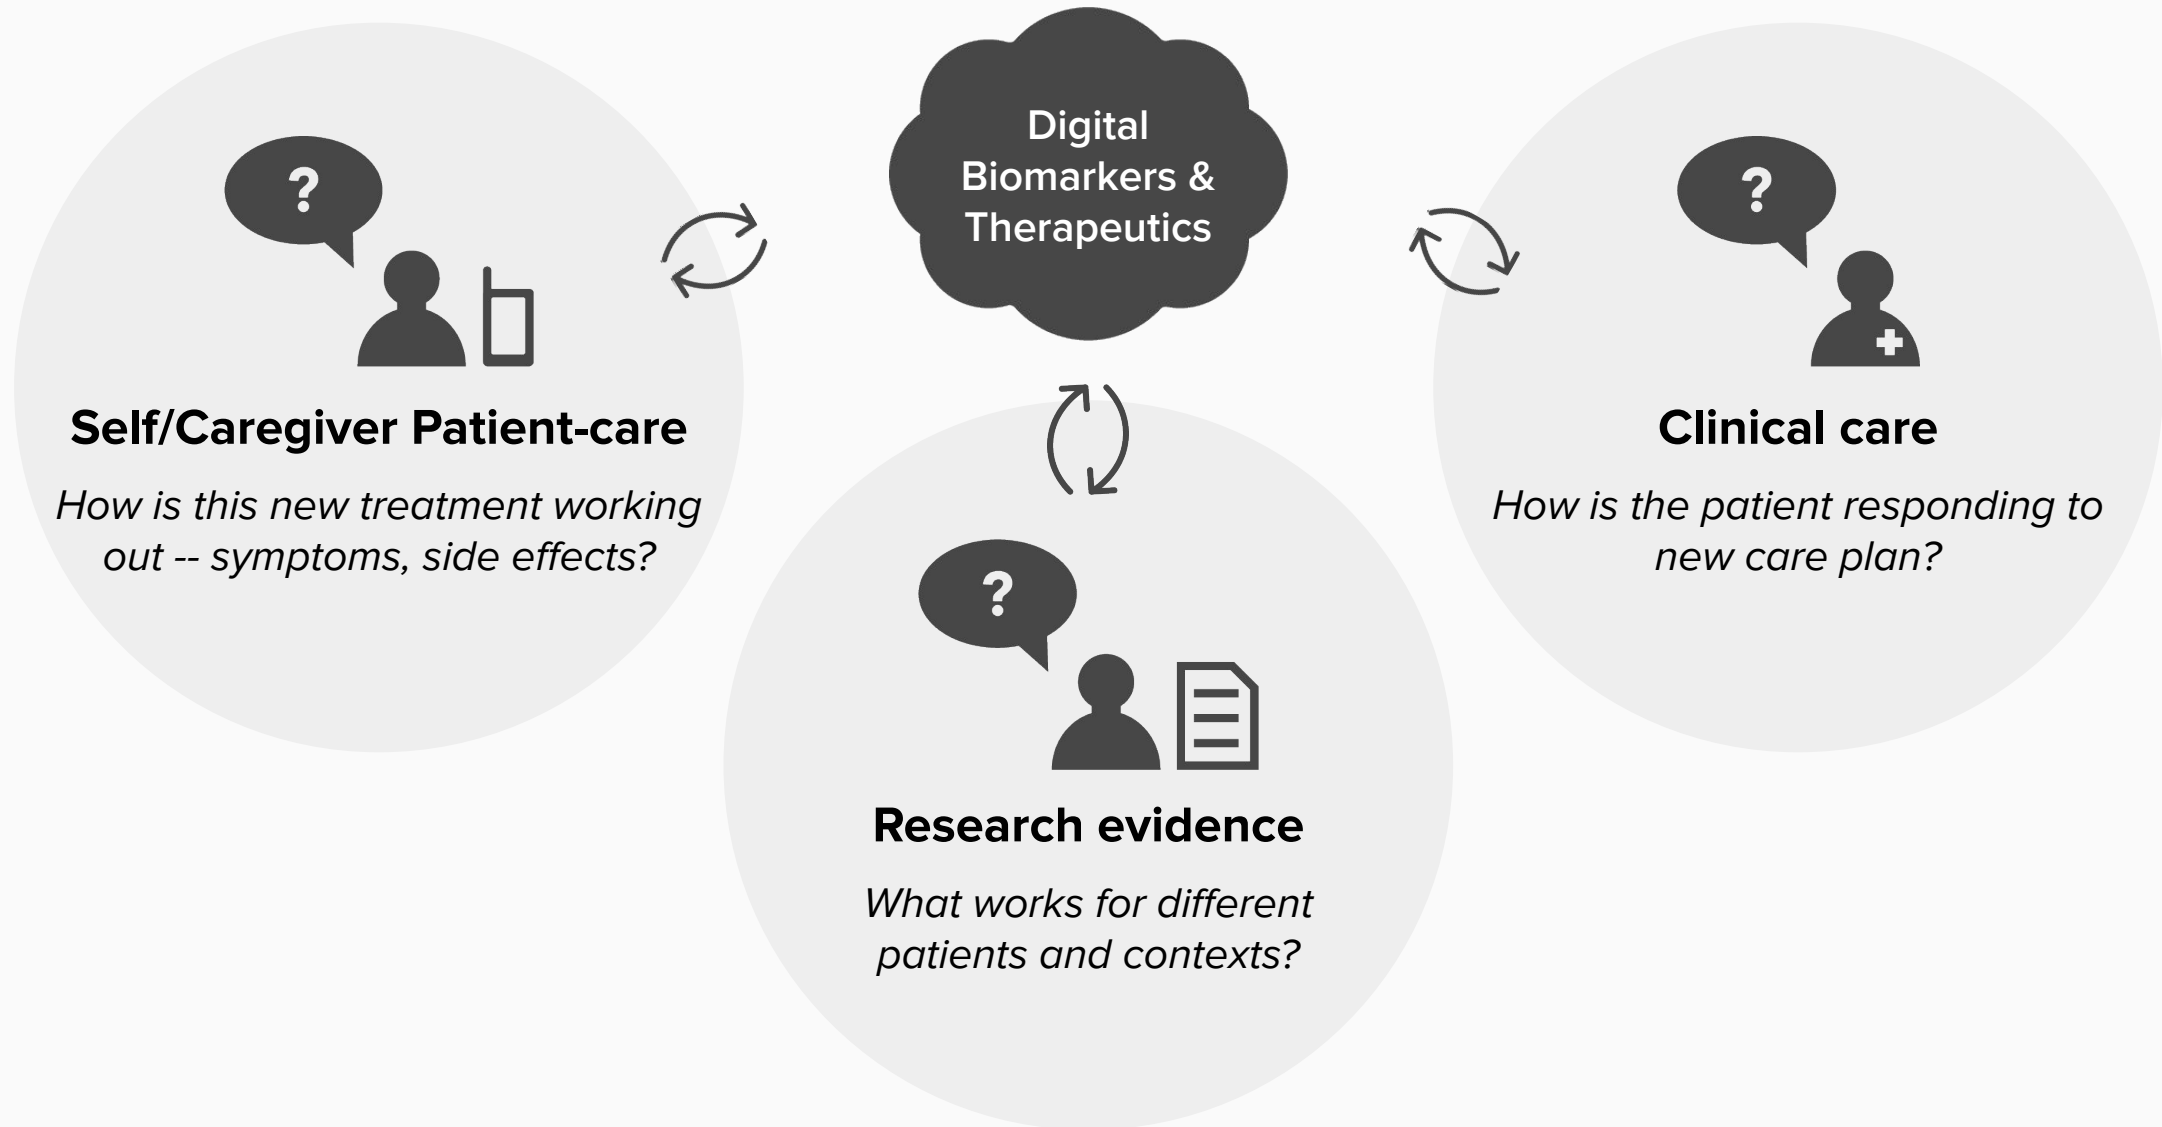 Digital
Biomarkers &
Therapeutics
?
Self/Caregiver Patient-care
How is this new treatment working
out -- symptoms, side effects?
?
Clinical care
How is the patient responding to
new care plan?
?
Research evidence
What works for different
patients and contexts?